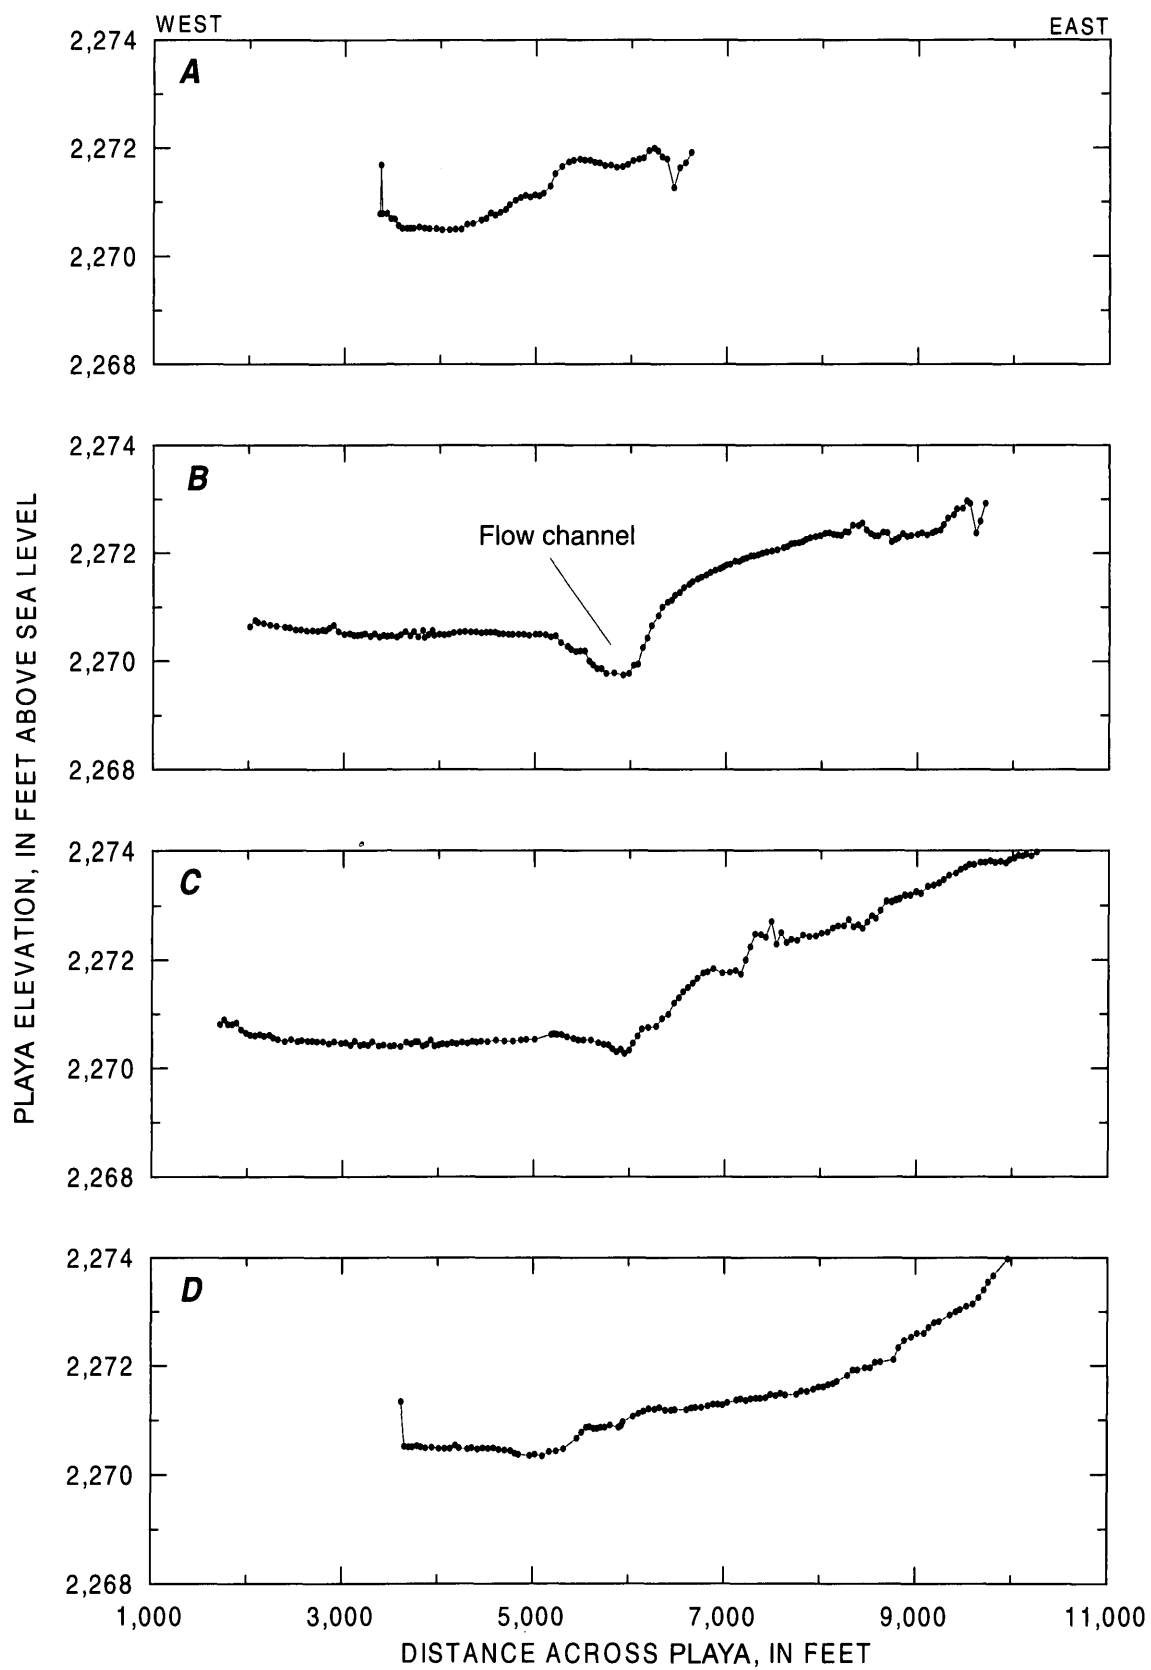 WEST EAST
2,274
A
2,272
2,270
2,268
2,274
B
Flow channel
2,272
2,270
2,268
2,274
C
2,272
2,270
2,268
2,274
D
2,272
2,270
2,268
1,000 3,000 5,000 7,000 9,000 11,000
DISTANCE ACROSS PLAYA, IN FEET
PLAYA ELEVATION, IN FEET ABOVE SEA LEVEL